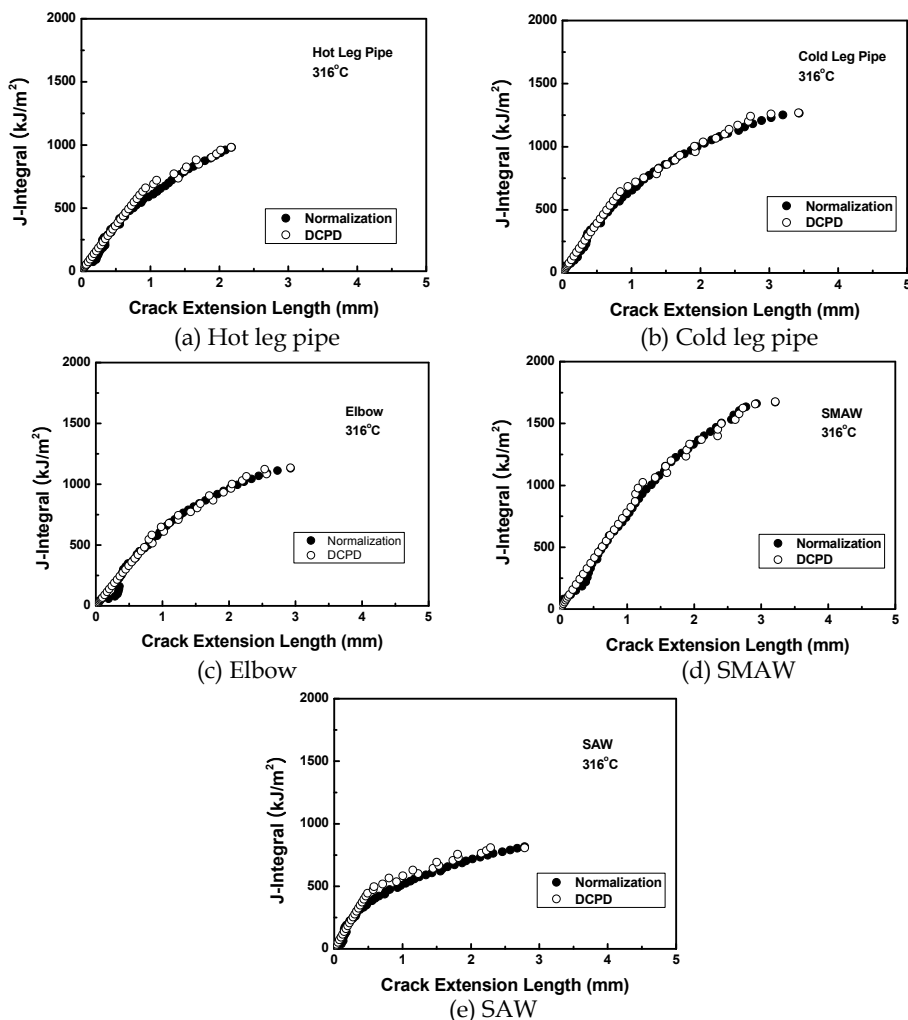 2000
1500
1000
500
0
J-Integral (kJ/m²)
Hot Leg Pipe
316°C
Normalization
DCPD
0 1 2 3 4 5
Crack Extension Length (mm)
(a) Hot leg pipe
2000
1500
1000
500
0
J-Integral (kJ/m²)
Cold Leg Pipe
316°C
Normalization
DCPD
0 1 2 3 4 5
Crack Extension Length (mm)
(b) Cold leg pipe
2000
1500
1000
500
0
J-Integral (kJ/m²)
Elbow
316°C
Normalization
DCPD
0 1 2 3 4 5
Crack Extension Length (mm)
(c) Elbow
2000
1500
1000
500
0
J-Integral (kJ/m²)
SMAW
316°C
Normalization
DCPD
0 1 2 3 4 5
Crack Extension Length (mm)
(d) SMAW
2000
1500
1000
500
0
J-Integral (kJ/m²)
SAW
316°C
Normalization
DCPD
0 1 2 3 4 5
Crack Extension Length (mm)
(e) SAW